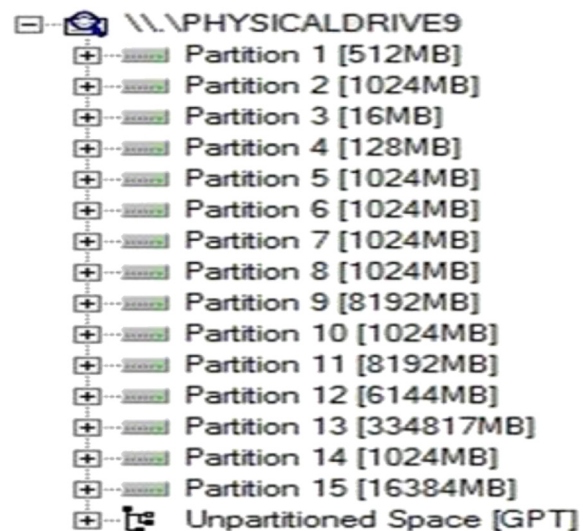 \\.\PHYSICALDRIVE9
Partition 1 [512MB]
Partition 2 [1024MB]
Partition 3 [16MB]
Partition 4 [128MB]
Partition 5 [1024MB]
Partition 6 [1024MB]
Partition 7 [1024MB]
Partition 8 [1024MB]
Partition 9 [8192MB]
Partition 10 [1024MB]
Partition 11 [8192MB]
Partition 12 [6144MB]
Partition 13 [334817MB]
Partition 14 [1024MB]
Partition 15 [16384MB]
Unpartitioned Space [GPT]